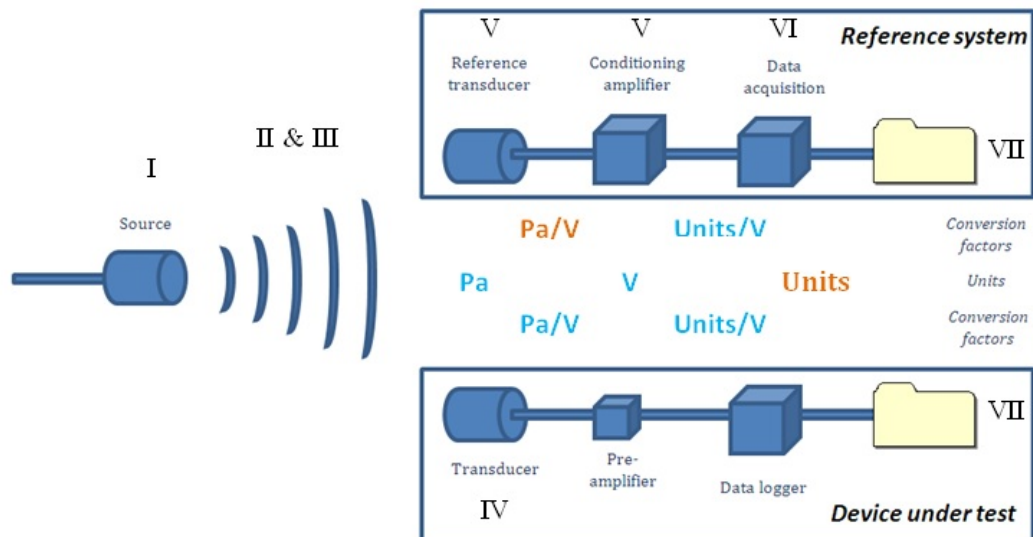 V V VI Reference system
Reference Conditioning Data
transducer amplifier acquisition
II & III
VII
I
Source
Pa/V Units/V Conversion
factors
Pa V Units Units
Pa/V Units/V Conversion
factors
VII
Transducer Pre-
amplifier Data logger
IV Device under test